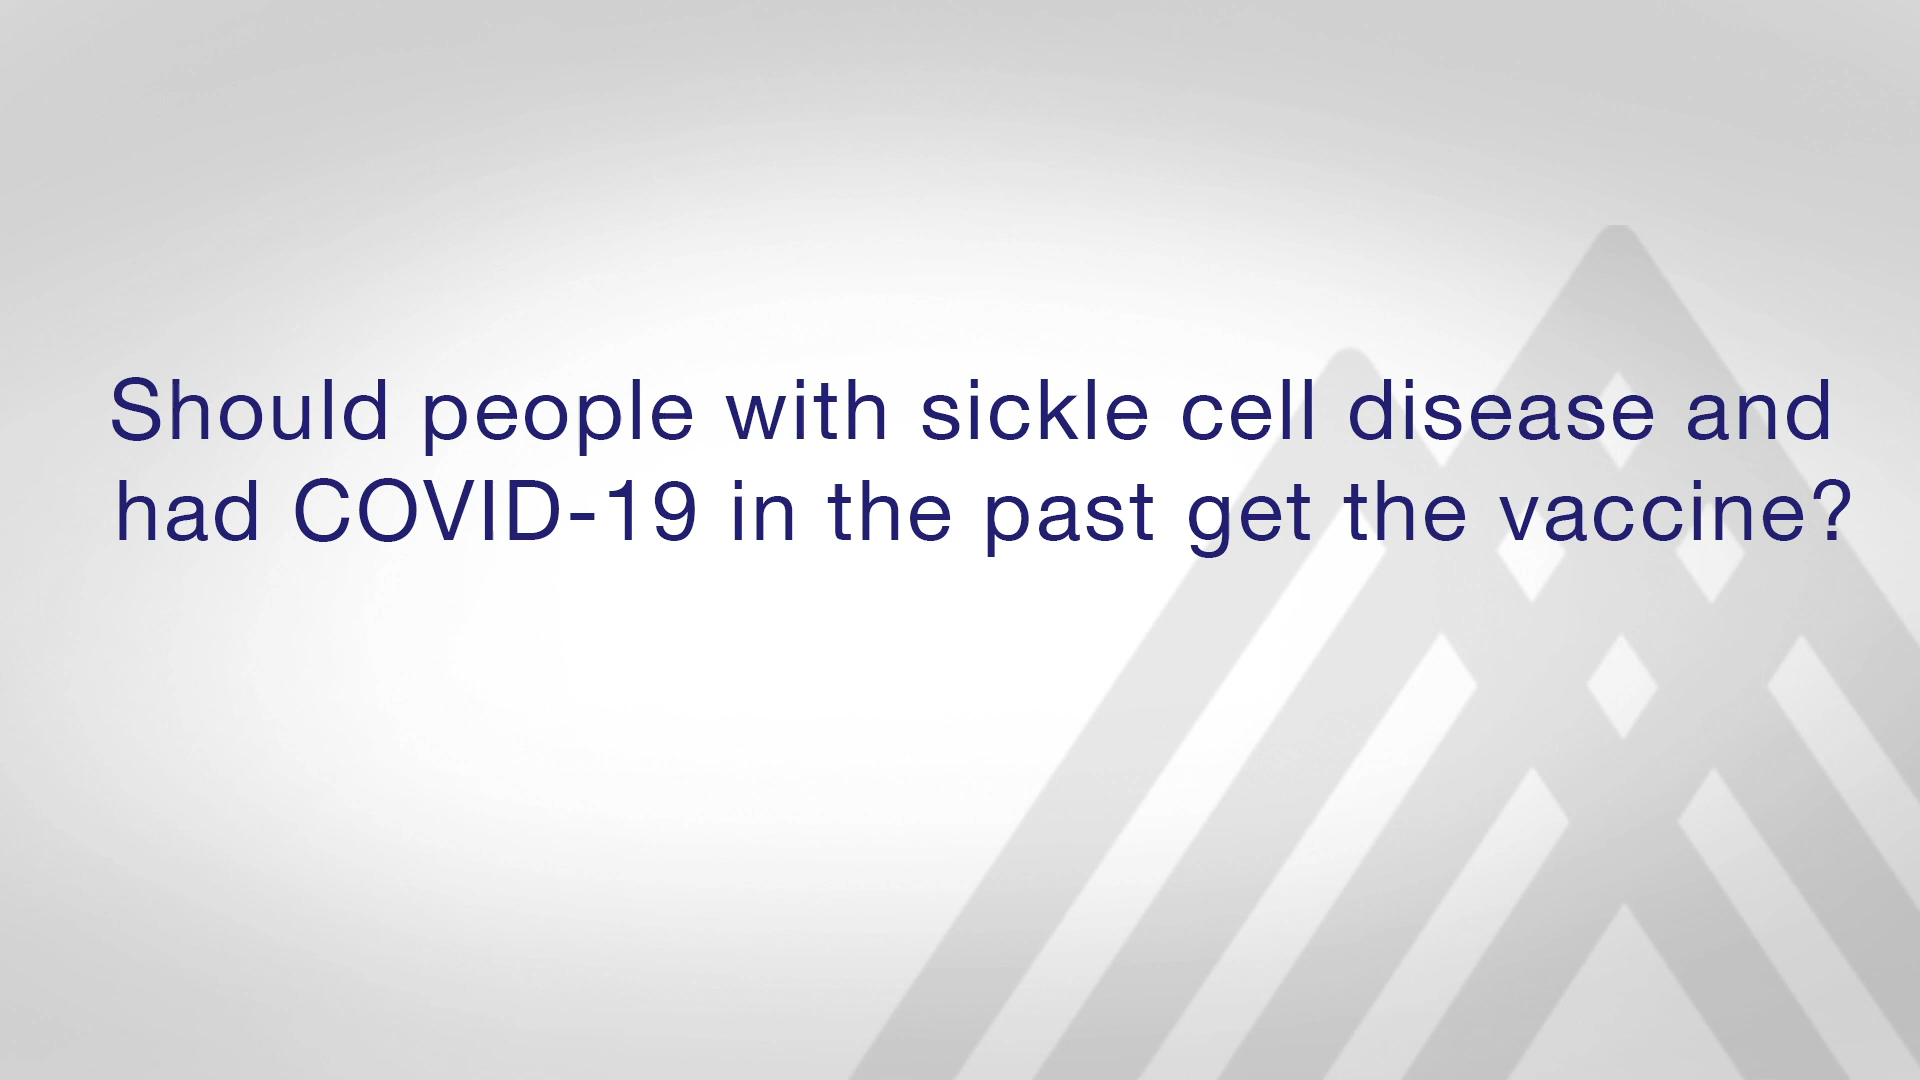 Should people with sickle cell disease and
had COVID-19 in the past get the vaccine?